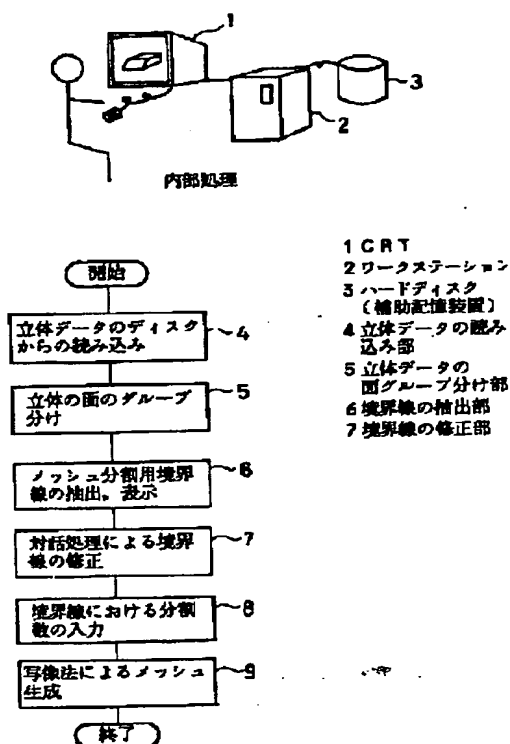 1
3
2
内部処理
1 CRT
2 ワークステーション
3 ハードディスク
(補助記憶装置)
4 立体データの読み
込み部
5 立体データの
面グループ分け部
6 境界線の抽出部
7 境界線の修正部
開始
立体データのディスク
からの読み込み
4
立体の面のグループ
分け
5
メッシュ分割用境界
線の抽出,表示
6
対話処理による境界
線の修正
7
境界線における分割
数の入力
8
写像法によるメッシュ
生成
9
終了